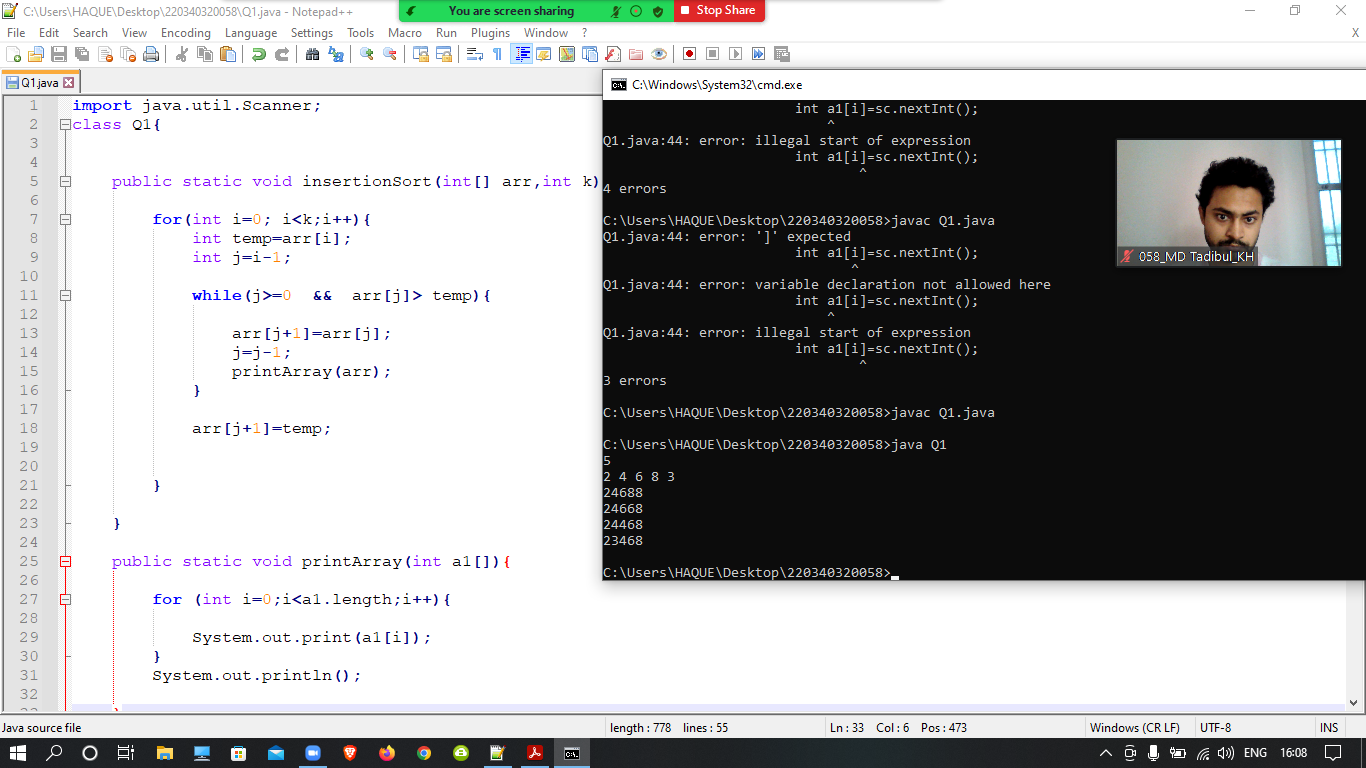 C:\Users\HAQUE\Desktop\220340320058\Q1.java - Notepad++
You are screen sharing
Stop Share
File Edit Search View Encoding Language Settings Tools Macro Run Plugins Window ? X
Q1.java
1 import java.util.Scanner;
2 class Q1{
3
4
5 public static void insertionSort(int[] arr,int k)
6
7 for(int i=0; i<k;i++){
8 int temp=arr[i];
9 int j=i-1;
10
11 while(j>=0  &&  arr[j]> temp){
12
13 arr[j+1]=arr[j];
14 j=j-1;
15 printArray(arr);
16 }
17
18 arr[j+1]=temp;
19
20
21 }
22
23 }
24
25 public static void printArray(int a1[]){
26
27 for (int i=0;i<a1.length;i++){
28
29 System.out.print(a1[i]);
30 }
31 System.out.println();
32
33 }
C:\Windows\System32\cmd.exe
int a1[i]=sc.nextInt();
^
Q1.java:44: error: illegal start of expression
int a1[i]=sc.nextInt();
^
4 errors
C:\Users\HAQUE\Desktop\220340320058>javac Q1.java
Q1.java:44: error: ']' expected
int a1[i]=sc.nextInt();
^
Q1.java:44: error: variable declaration not allowed here
int a1[i]=sc.nextInt();
^
Q1.java:44: error: illegal start of expression
int a1[i]=sc.nextInt();
^
3 errors
C:\Users\HAQUE\Desktop\220340320058>javac Q1.java
C:\Users\HAQUE\Desktop\220340320058>java Q1
5
2 4 6 8 3
24688
24668
24468
23468
C:\Users\HAQUE\Desktop\220340320058>
058_MD Tadibul_KH
Java source file length : 778 lines : 55 Ln : 33 Col : 6 Pos : 473 Windows (CR LF) UTF-8 INS
ENG 16:08